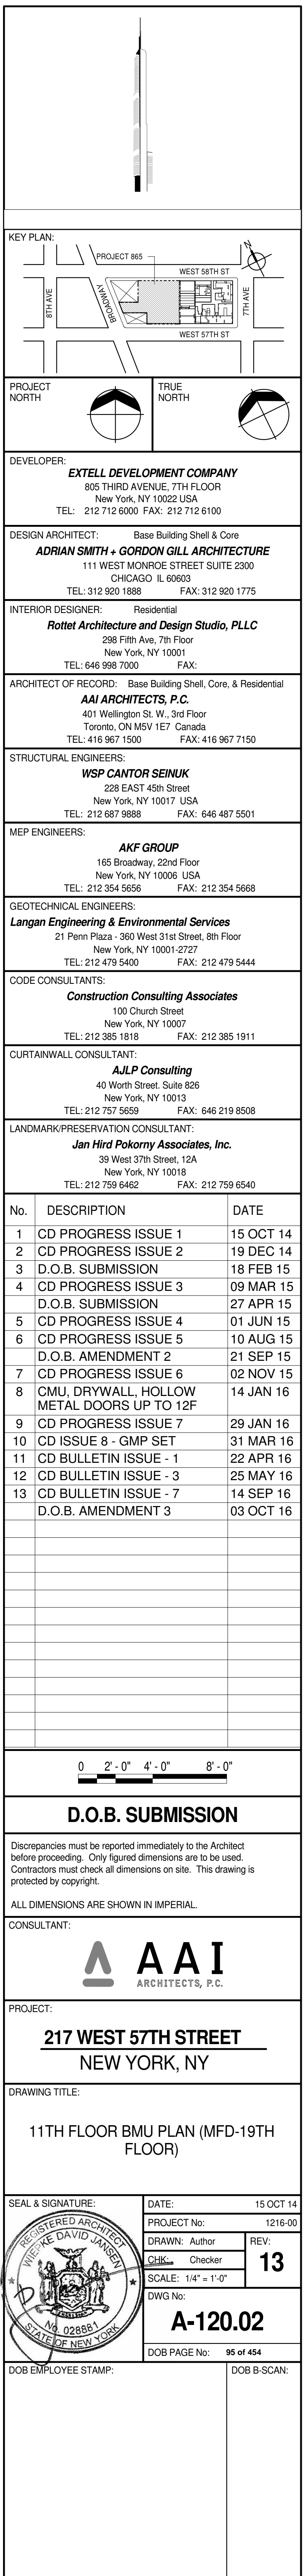 KEY PLAN:
N
PROJECT 865
WEST 58TH ST
8TH AVE
BROADWAY
7TH AVE
WEST 57TH ST
PROJECT
NORTH
TRUE
NORTH
DEVELOPER:
EXTELL DEVELOPMENT COMPANY
805 THIRD AVENUE, 7TH FLOOR
New York, NY 10022 USA
TEL: 212 712 6000 FAX: 212 712 6100
DESIGN ARCHITECT: Base Building Shell & Core
ADRIAN SMITH + GORDON GILL ARCHITECTURE
111 WEST MONROE STREET SUITE 2300
CHICAGO IL 60603
TEL: 312 920 1888 FAX: 312 920 1775
INTERIOR DESIGNER: Residential
Rottet Architecture and Design Studio, PLLC
298 Fifth Ave, 7th Floor
New York, NY 10001
TEL: 646 998 7000 FAX:
ARCHITECT OF RECORD: Base Building Shell, Core, & Residential
AAI ARCHITECTS, P.C.
401 Wellington St. W., 3rd Floor
Toronto, ON M5V 1E7 Canada
TEL: 416 967 1500 FAX: 416 967 7150
STRUCTURAL ENGINEERS:
WSP CANTOR SEINUK
228 EAST 45th Street
New York, NY 10017 USA
TEL: 212 687 9888 FAX: 646 487 5501
MEP ENGINEERS:
AKF GROUP
165 Broadway, 22nd Floor
New York, NY 10006 USA
TEL: 212 354 5656 FAX: 212 354 5668
GEOTECHNICAL ENGINEERS:
Langan Engineering & Environmental Services
21 Penn Plaza - 360 West 31st Street, 8th Floor
New York, NY 10001-2727
TEL: 212 479 5400 FAX: 212 479 5444
CODE CONSULTANTS:
Construction Consulting Associates
100 Church Street
New York, NY 10007
TEL: 212 385 1818 FAX: 212 385 1911
CURTAINWALL CONSULTANT:
AJLP Consulting
40 Worth Street. Suite 826
New York, NY 10013
TEL: 212 757 5659 FAX: 646 219 8508
LANDMARK/PRESERVATION CONSULTANT:
Jan Hird Pokorny Associates, Inc.
39 West 37th Street, 12A
New York, NY 10018
TEL: 212 759 6462 FAX: 212 759 6540
No. DESCRIPTION DATE
1 CD PROGRESS ISSUE 1 15 OCT 14
2 CD PROGRESS ISSUE 2 19 DEC 14
3 D.O.B. SUBMISSION 18 FEB 15
4 CD PROGRESS ISSUE 3 09 MAR 15
D.O.B. SUBMISSION 27 APR 15
5 CD PROGRESS ISSUE 4 01 JUN 15
6 CD PROGRESS ISSUE 5 10 AUG 15
D.O.B. AMENDMENT 2 21 SEP 15
7 CD PROGRESS ISSUE 6 02 NOV 15
8 CMU, DRYWALL, HOLLOW 14 JAN 16
METAL DOORS UP TO 12F
9 CD PROGRESS ISSUE 7 29 JAN 16
10 CD ISSUE 8 - GMP SET 31 MAR 16
11 CD BULLETIN ISSUE - 1 22 APR 16
12 CD BULLETIN ISSUE - 3 25 MAY 16
13 CD BULLETIN ISSUE - 7 14 SEP 16
D.O.B. AMENDMENT 3 03 OCT 16
0 2' - 0" 4' - 0" 8' - 0"
D.O.B. SUBMISSION
Discrepancies must be reported immediately to the Architect
before proceeding. Only figured dimensions are to be used.
Contractors must check all dimensions on site. This drawing is
protected by copyright.
ALL DIMENSIONS ARE SHOWN IN IMPERIAL.
CONSULTANT:
AAI
ARCHITECTS, P.C.
PROJECT:
217 WEST 57TH STREET
NEW YORK, NY
DRAWING TITLE:
11TH FLOOR BMU PLAN (MFD-19TH
FLOOR)
SEAL & SIGNATURE:
REGISTERED ARCHITECT
DAVID JANSEN
No. 028881
STATE OF NEW YORK
DATE: 15 OCT 14
PROJECT No: 1216-00
DRAWN: Author
REV:
CHK: Checker
13
SCALE: 1/4" = 1'-0"
DWG No:
A-120.02
DOB PAGE No: 95 of 454
DOB EMPLOYEE STAMP: DOB B-SCAN: